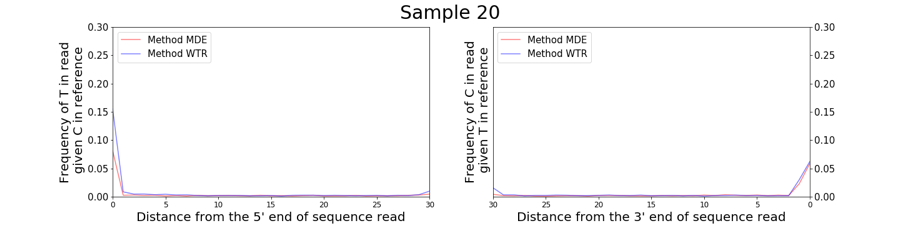 Sample 20
Frequency of T in read
given C in reference
0.30
0.25
0.20
0.15
0.10
0.05
0.00
Method MDE
Method WTR
0 5 10 15 20 25 30
Distance from the 5' end of sequence read
Frequency of C in read
given T in reference
Method MDE
Method WTR
0.30
0.25
0.20
0.15
0.10
0.05
0.00
30 25 20 15 10 5 0
Distance from the 3' end of sequence read